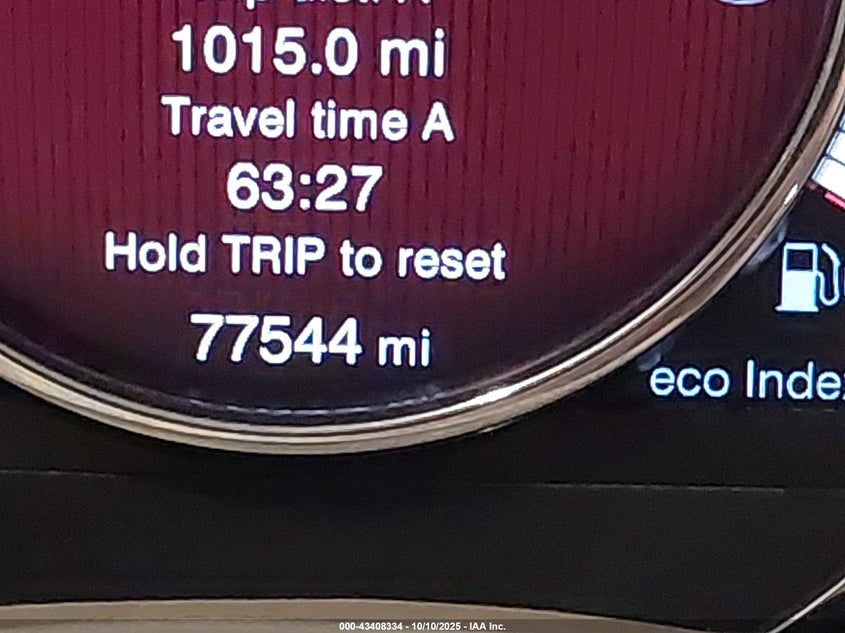 1015.0 mi
Travel time A
63:27
Hold TRIP to reset
77544 mi
eco Index
000-43408334 - 10/10/2025 - IAA Inc.